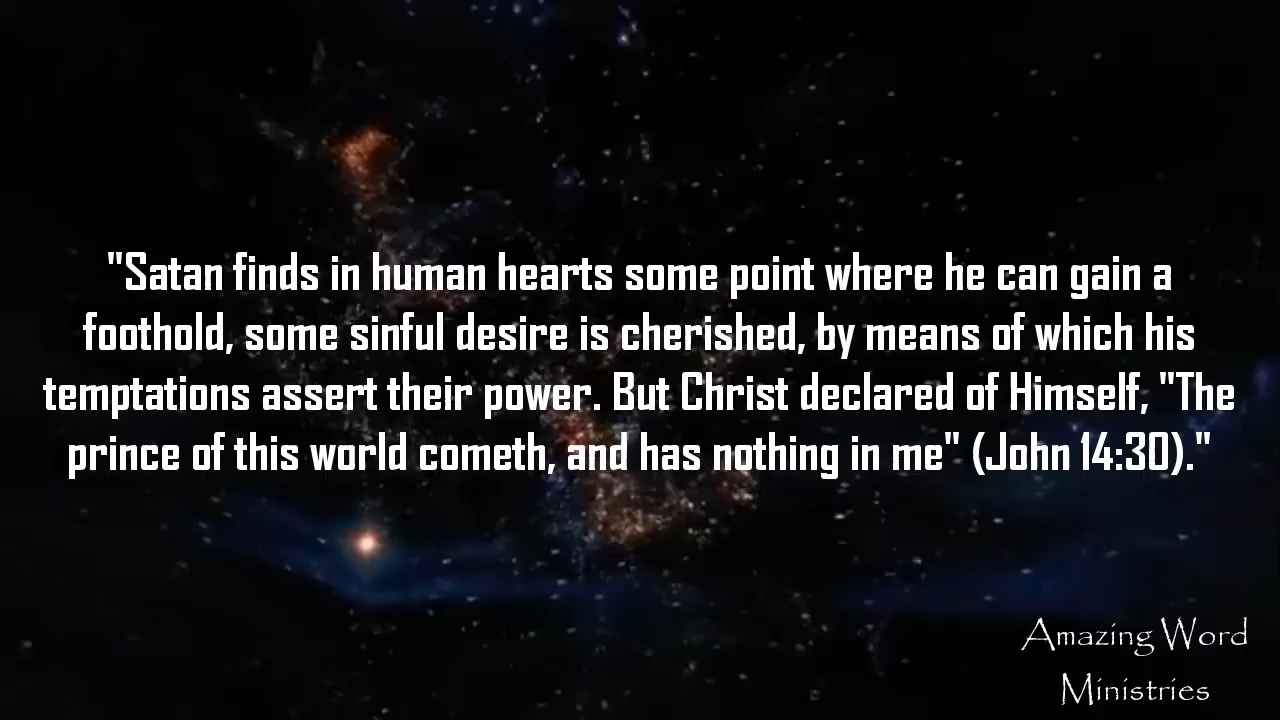 "Satan finds in human hearts some point where he can gain a
foothold, some sinful desire is cherished, by means of which his
temptations assert their power. But Christ declared of Himself, "The
prince of this world cometh, and has nothing in me" (John 14:30)."
Amazing Word
Ministries